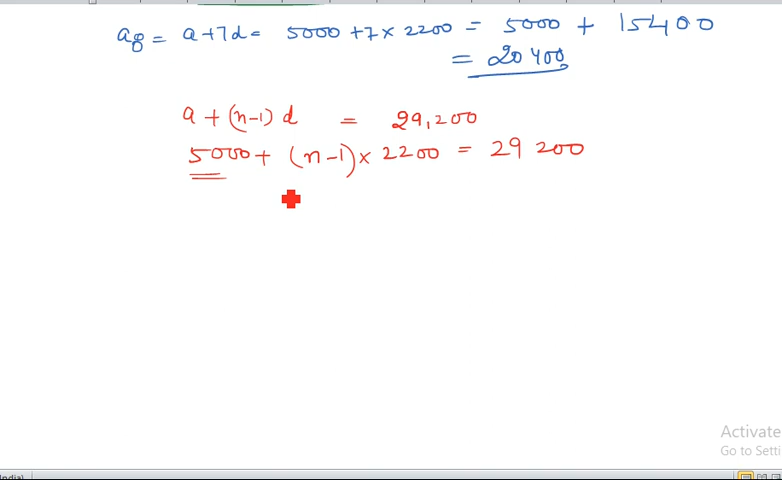 a8 = a+7d = 5000 +7 × 2200 = 5000 + 15400
= 20400
a + (n-1) d = 29,200
5000 + (n-1) × 2200 = 29 200
Activate
Go to Setti
India)